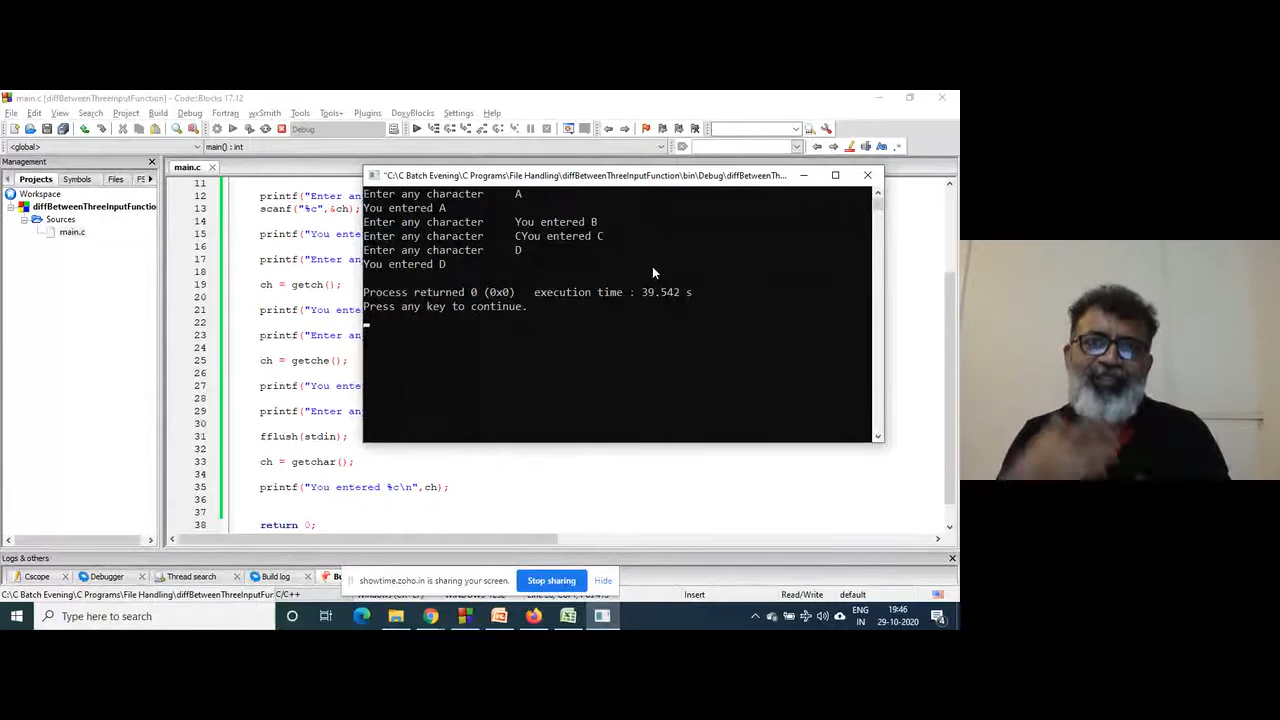 main.c [diffBetweenThreeInputFunction] - Code::Blocks 17.12
File Edit View Search Project Build Debug Fortran wxSmith Tools Tools+ Plugins DoxyBlocks Settings Help
Debug
<global> main() : int
Management
main.c
Projects Symbols Files FS
Workspace
diffBetweenThreeInputFunctio
Sources
main.c
"C:\C Batch Evening\C Programs\File Handling\diffBetweenThreeInputFunction\bin\Debug\diffBetweenTh...
Enter any character A
You entered A
Enter any character You entered B
Enter any character CYou entered C
Enter any character D
You entered D
Process returned 0 (0x0) execution time : 39.542 s
Press any key to continue.
11
12 printf("Enter an
13 scanf("%c",&ch);
14
15 printf("You ente
16
17 printf("Enter an
18
19 ch = getch();
20
21 printf("You ente
22
23 printf("Enter an
24
25 ch = getche();
26
27 printf("You ente
28
29 printf("Enter an
30
31 fflush(stdin);
32
33 ch = getchar();
34
35 printf("You entered %c\n",ch);
36
37
38 return 0;
Logs & others
Cscope Debugger Thread search Build log
showtime.zoho.in is sharing your screen. Stop sharing Hide
C:\C Batch Evening\C Programs\File Handling\diffBetweenThreeInputFur C/C++ Insert Read/Write default
Type here to search
ENG
IN
19:46
29-10-2020
4